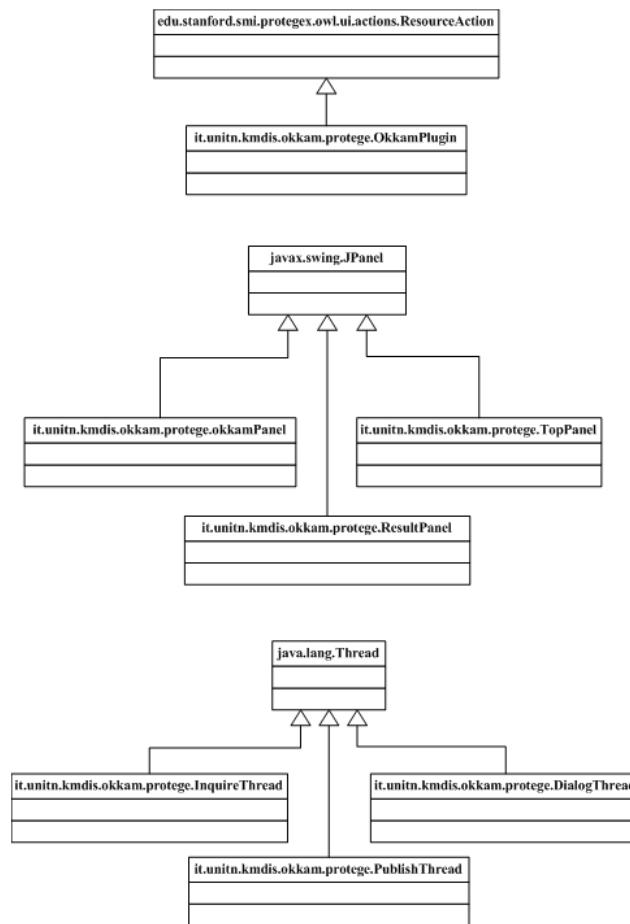 edu.stanford.smi.protegex.owl.ui.actions.ResourceAction
it.unitn.kmdis.okkam.protege.OkkamPlugin
javax.swing.JPanel
it.unitn.kmdis.okkam.protege.okkamPanel
it.unitn.kmdis.okkam.protege.TopPanel
it.unitn.kmdis.okkam.protege.ResultPanel
java.lang.Thread
it.unitn.kmdis.okkam.protege.InquireThread
it.unitn.kmdis.okkam.protege.DialogThread
it.unitn.kmdis.okkam.protege.PublishThread